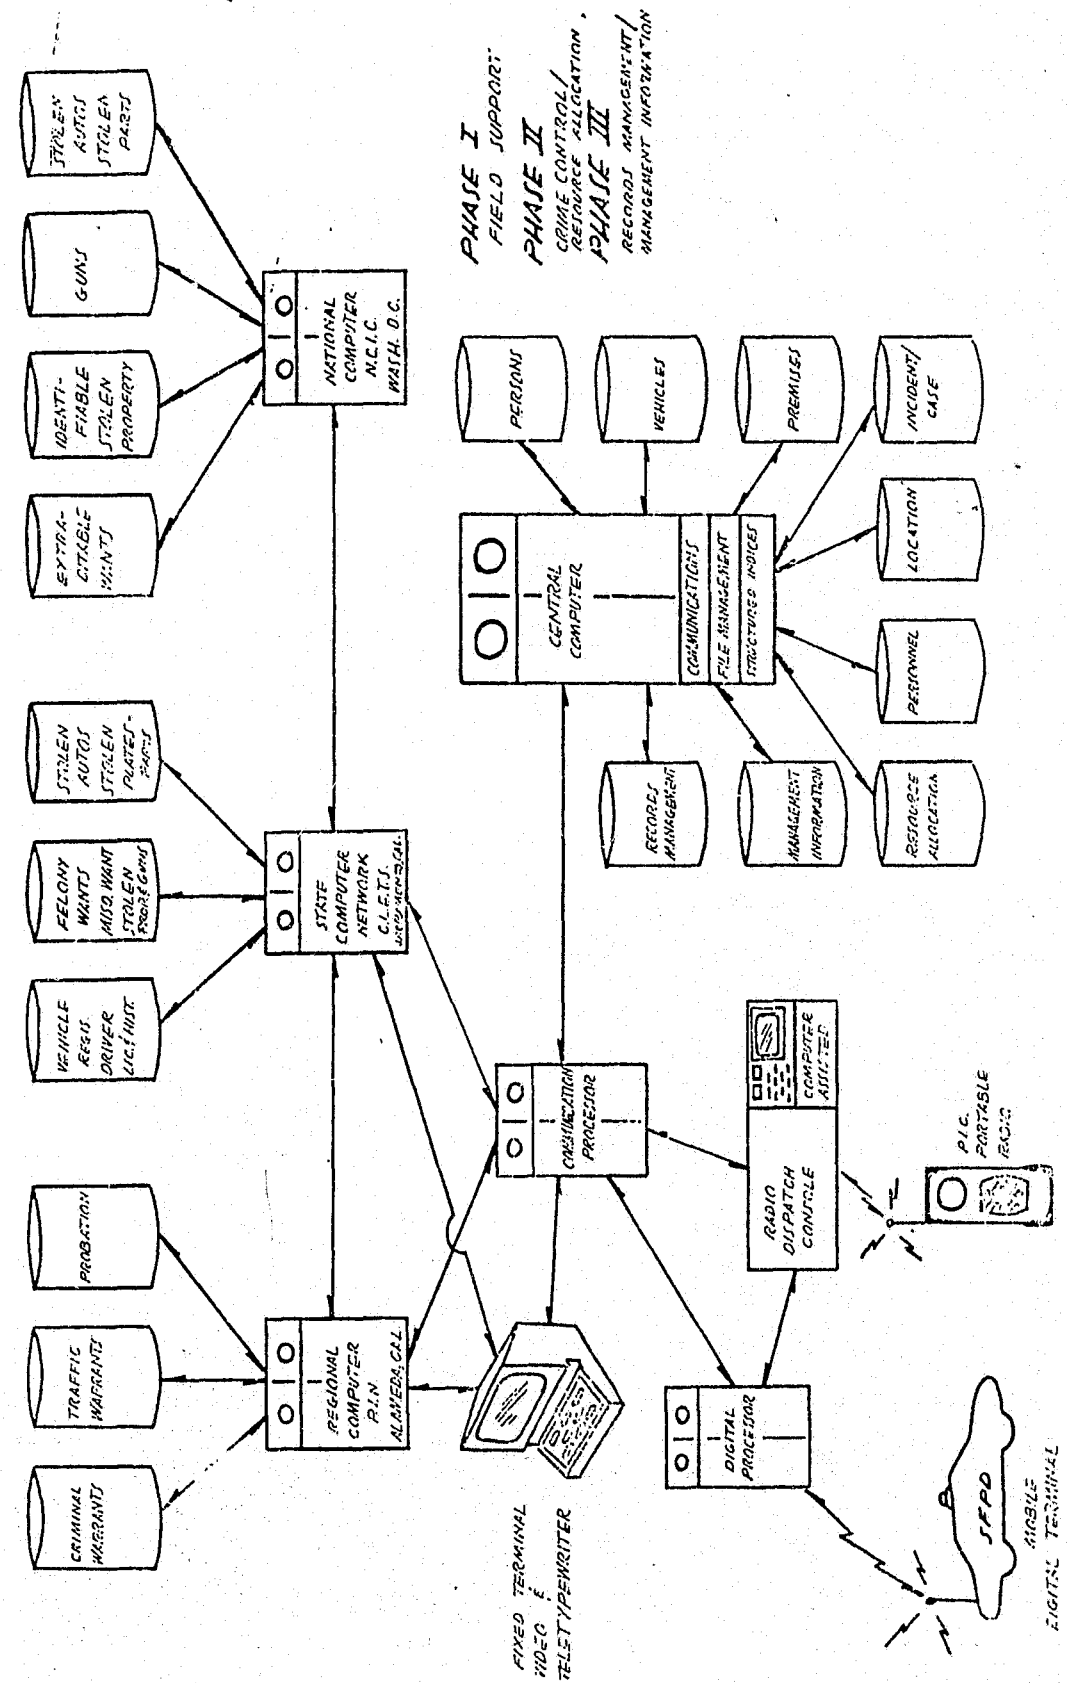 CRIMINAL
WARRANTS
TRAFFIC
WARRANTS
PROBATION
VEHICLE
REGIS.
DRIVER
LIC. & HIST.
FELONY
WANTS
MISD. WANT
STOLEN
PROP. & GUNS
STOLEN
AUTOS
STOLEN
PLATES-
PARTS
EXTRA-
DITABLE
WANTS
IDENTI-
FIABLE
STOLEN
PROPERTY
GUNS
STOLEN
AUTOS
STOLEN
PARTS
REGIONAL
COMPUTER
P.I.N.
ALAMEDA, CAL.
STATE
COMPUTER
NETWORK
C.L.E.T.S.
NATIONAL
COMPUTER
N.C.I.C.
WASH. D.C.
FIXED TERMINAL
VIDEO &
TELETYPEWRITER
COMMUNICATION
PROCESSOR
CENTRAL
COMPUTER
COMMUNICATIONS
FILE MANAGEMENT
STRUCTURED INDICES
PERSONS
VEHICLES
PREMISES
INCIDENT/
CASE
LOCATION
PERSONNEL
RESOURCE
ALLOCATION
MANAGEMENT
INFORMATION
RECORDS
MANAGEMENT
PHASE I
FIELD SUPPORT
PHASE II
CRIME CONTROL/
RESOURCE ALLOCATION
PHASE III
RECORDS MANAGEMENT/
MANAGEMENT INFORMATION
DIGITAL
PROCESSOR
RADIO
DISPATCH
CONSOLE
COMPUTER
ASSISTED
P.I.C.
PORTABLE
RADIO
SFPD
MOBILE
DIGITAL TERMINAL